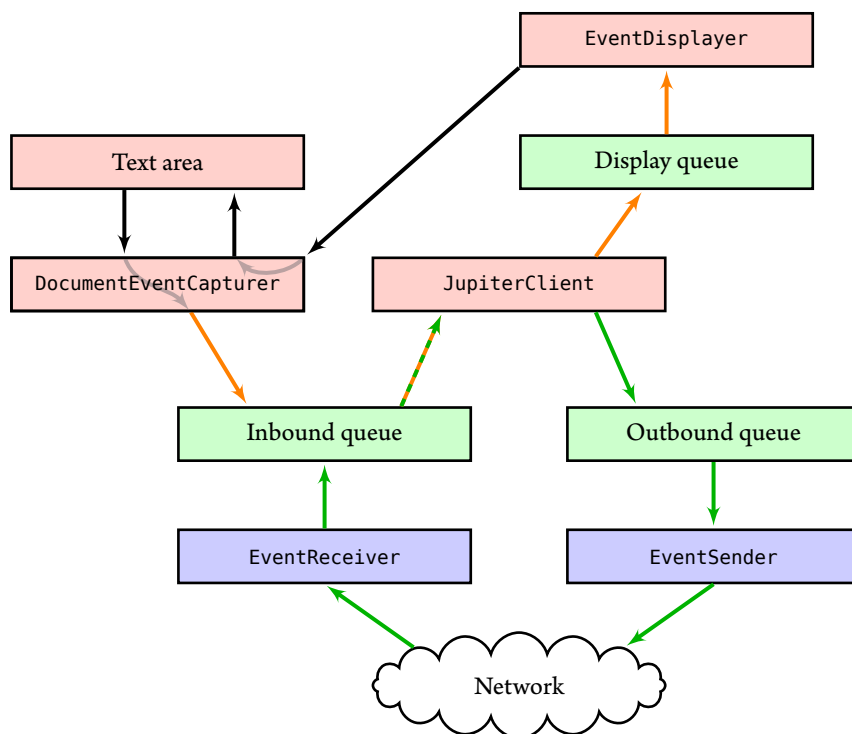 EventDisplayer
Text area
Display queue
DocumentEventCapturer
JupiterClient
Inbound queue
Outbound queue
EventReceiver
EventSender
Network